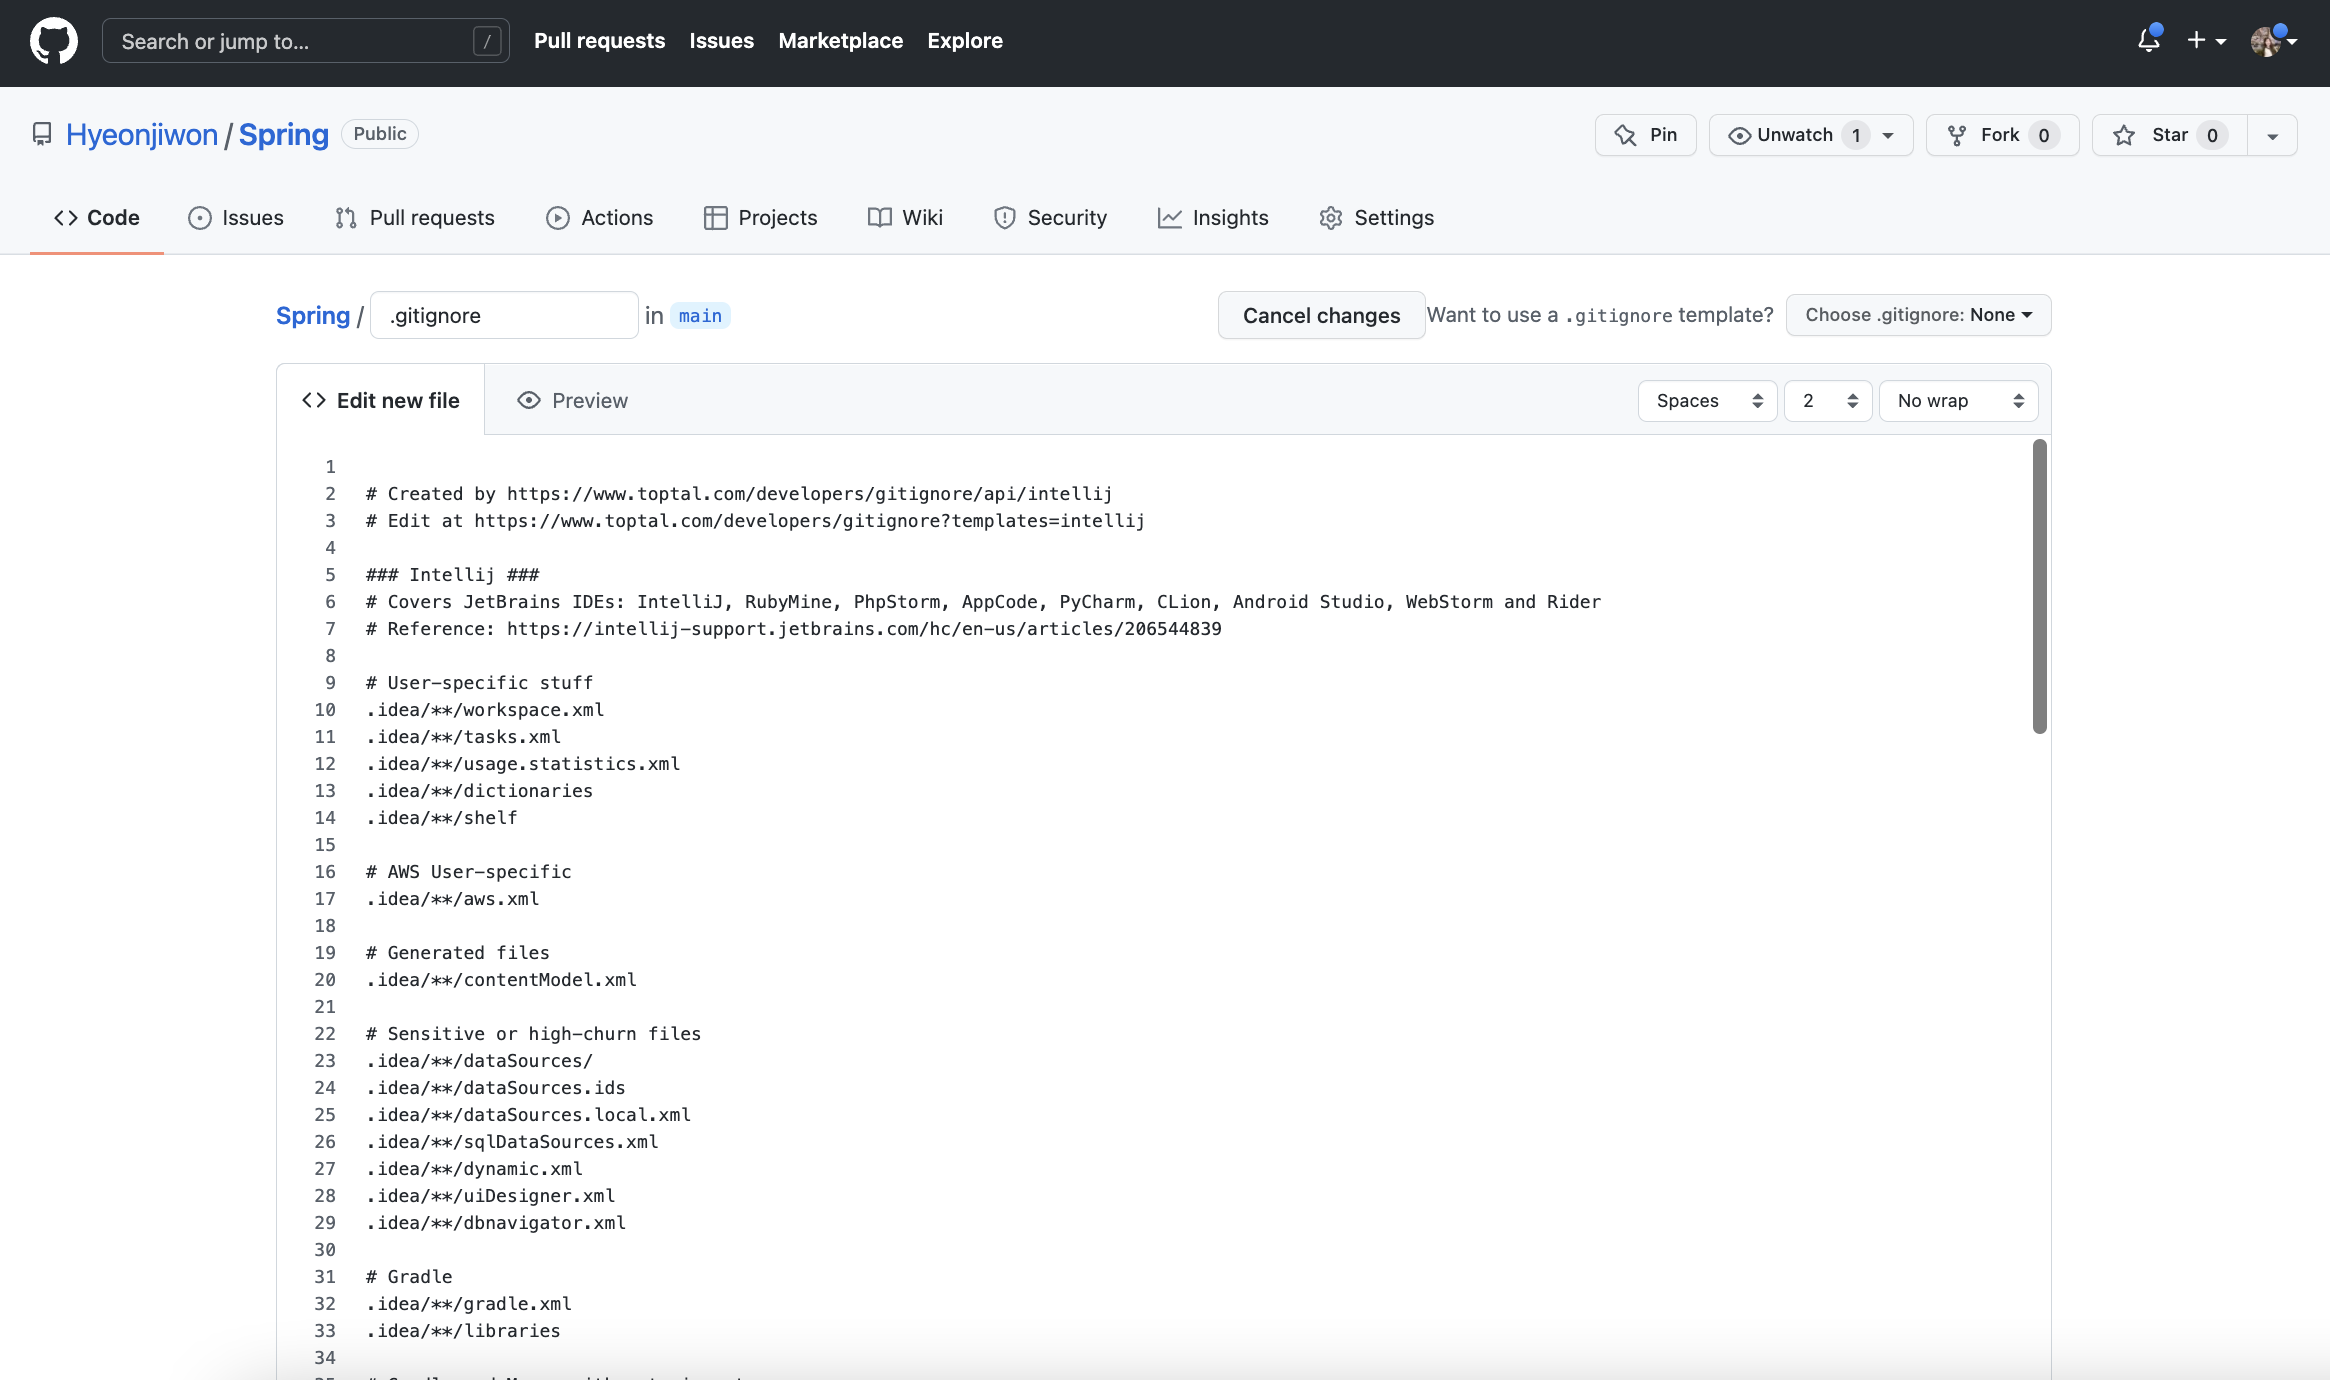 Search or jump to... /
Pull requests Issues Marketplace Explore
Hyeonjiwon / Spring Public
Pin Unwatch 1 Fork 0 Star 0
Code Issues Pull requests Actions Projects Wiki Security Insights Settings
Spring / .gitignore in main
Cancel changes Want to use a .gitignore template? Choose .gitignore: None
Edit new file Preview Spaces 2 No wrap
1
2 # Created by https://www.toptal.com/developers/gitignore/api/intellij
3 # Edit at https://www.toptal.com/developers/gitignore?templates=intellij
4
5 ### Intellij ###
6 # Covers JetBrains IDEs: IntelliJ, RubyMine, PhpStorm, AppCode, PyCharm, CLion, Android Studio, WebStorm and Rider
7 # Reference: https://intellij-support.jetbrains.com/hc/en-us/articles/206544839
8
9 # User-specific stuff
10 .idea/**/workspace.xml
11 .idea/**/tasks.xml
12 .idea/**/usage.statistics.xml
13 .idea/**/dictionaries
14 .idea/**/shelf
15
16 # AWS User-specific
17 .idea/**/aws.xml
18
19 # Generated files
20 .idea/**/contentModel.xml
21
22 # Sensitive or high-churn files
23 .idea/**/dataSources/
24 .idea/**/dataSources.ids
25 .idea/**/dataSources.local.xml
26 .idea/**/sqlDataSources.xml
27 .idea/**/dynamic.xml
28 .idea/**/uiDesigner.xml
29 .idea/**/dbnavigator.xml
30
31 # Gradle
32 .idea/**/gradle.xml
33 .idea/**/libraries
34